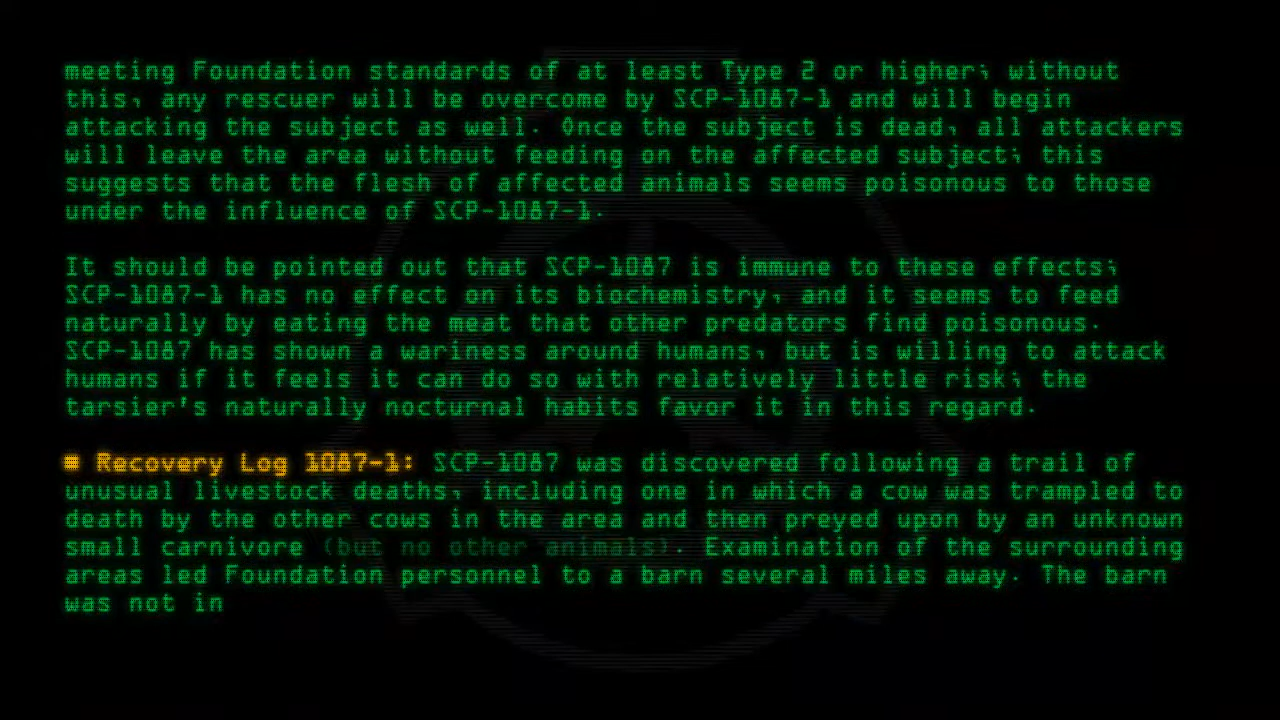 meeting Foundation standards of at least Type 2 or higher; without
this, any rescuer will be overcome by SCP-1087-1 and will begin
attacking the subject as well. Once the subject is dead, all attackers
will leave the area without feeding on the affected subject; this
suggests that the flesh of affected animals seems poisonous to those
under the influence of SCP-1087-1.
It should be pointed out that SCP-1087 is immune to these effects;
SCP-1087-1 has no effect on its biochemistry, and it seems to feed
naturally by eating the meat that other predators find poisonous.
SCP-1087 has shown a wariness around humans, but is willing to attack
humans if it feels it can do so with relatively little risk; the
tarsier's naturally nocturnal habits favor it in this regard.
■ Recovery Log 1087-1: SCP-1087 was discovered following a trail of
unusual livestock deaths, including one in which a cow was trampled to
death by the other cows in the area and then preyed upon by an unknown
small carnivore (but no other animals). Examination of the surrounding
areas led Foundation personnel to a barn several miles away. The barn
was not in